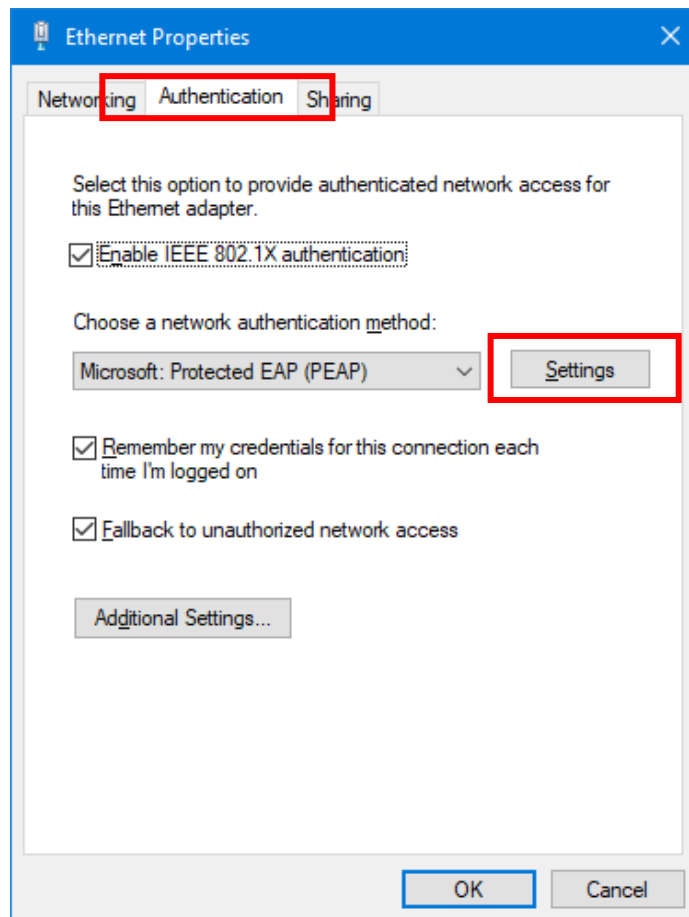 Ethernet Properties
Networking Authentication Sharing
Select this option to provide authenticated network access for
this Ethernet adapter.
Enable IEEE 802.1X authentication
Choose a network authentication method:
Microsoft: Protected EAP (PEAP)
Settings
Remember my credentials for this connection each
time I'm logged on
Fallback to unauthorized network access
Additional Settings...
OK Cancel